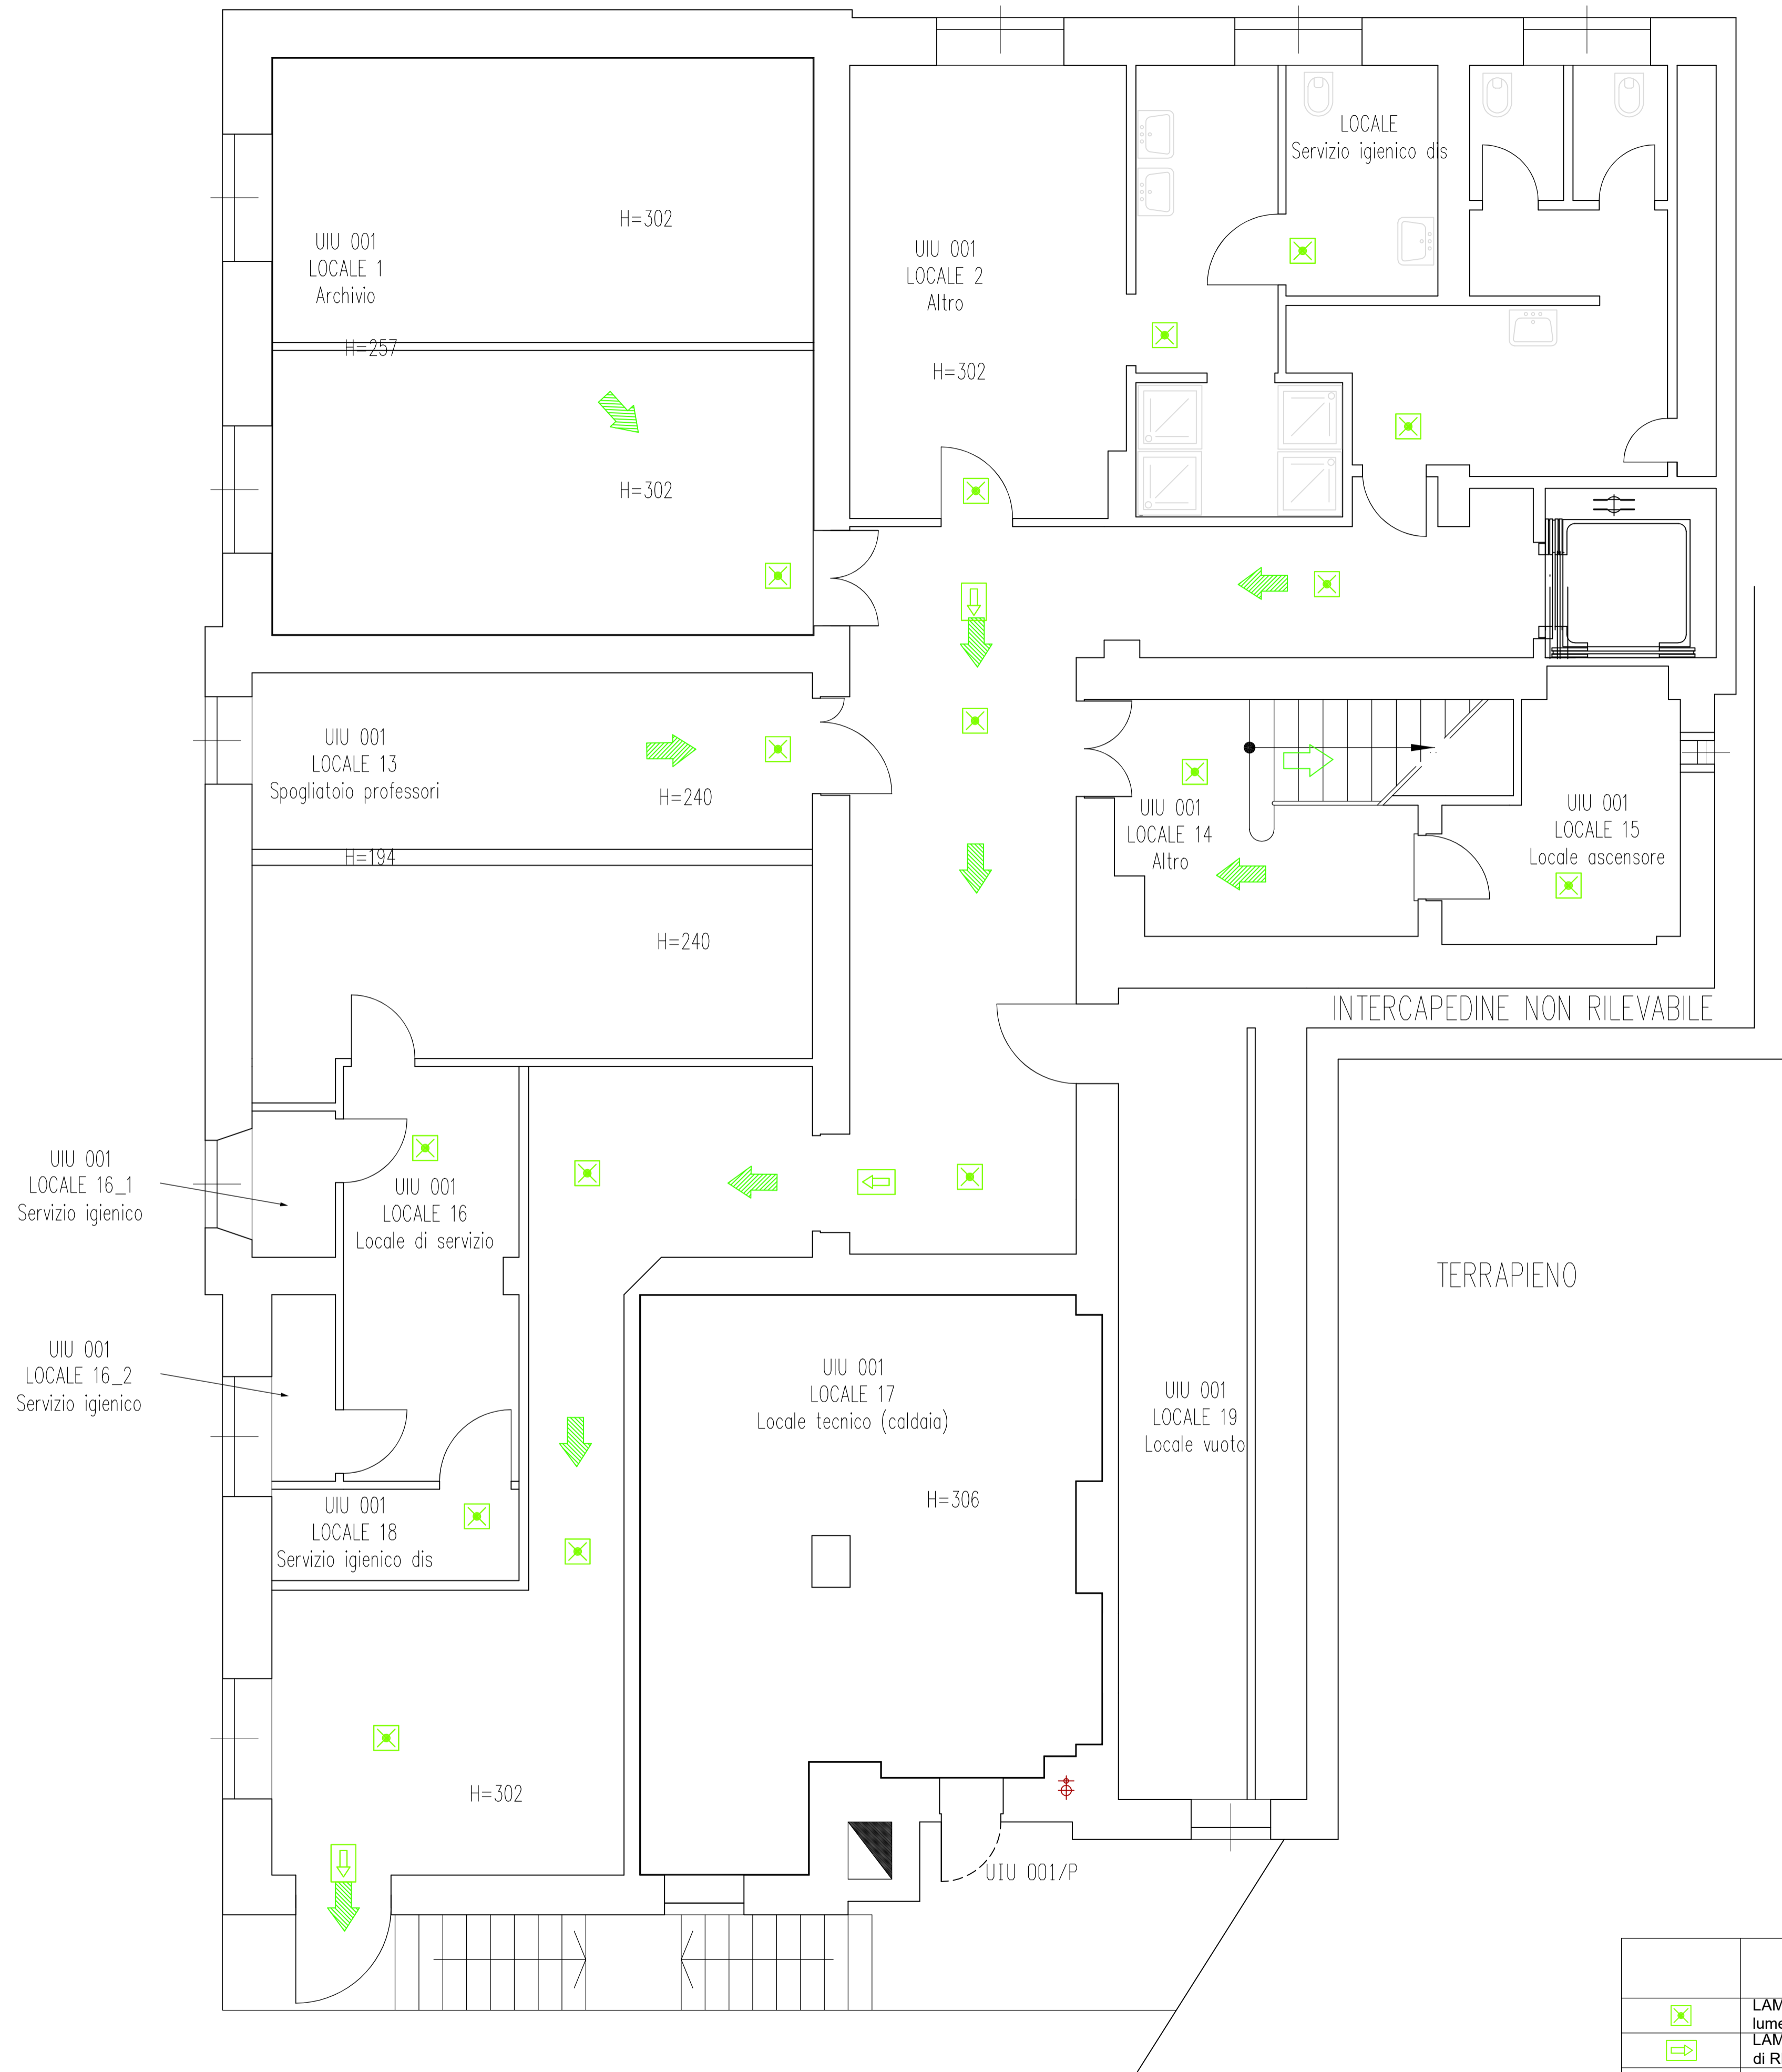 LOCALE
Servizio igienico dis
H=302
UIU 001
LOCALE 1
Archivio
UIU 001
LOCALE 2
Altro
H=257
H=302
H=302
UIU 001
LOCALE 13
Spogliatoio professori
H=240
UIU 001
LOCALE 14
Altro
UIU 001
LOCALE 15
Locale ascensore
H=194
H=240
INTERCAPEDINE NON RILEVABILE
UIU 001
LOCALE 16_1
Servizio igienico
UIU 001
LOCALE 16
Locale di servizio
TERRAPIENO
UIU 001
LOCALE 16_2
Servizio igienico
UIU 001
LOCALE 17
Locale tecnico (caldaia)
UIU 001
LOCALE 19
Locale vuoto
H=306
UIU 001
LOCALE 18
Servizio igienico dis
H=302
UIU 001/P
LAM
lume
LAM
di R